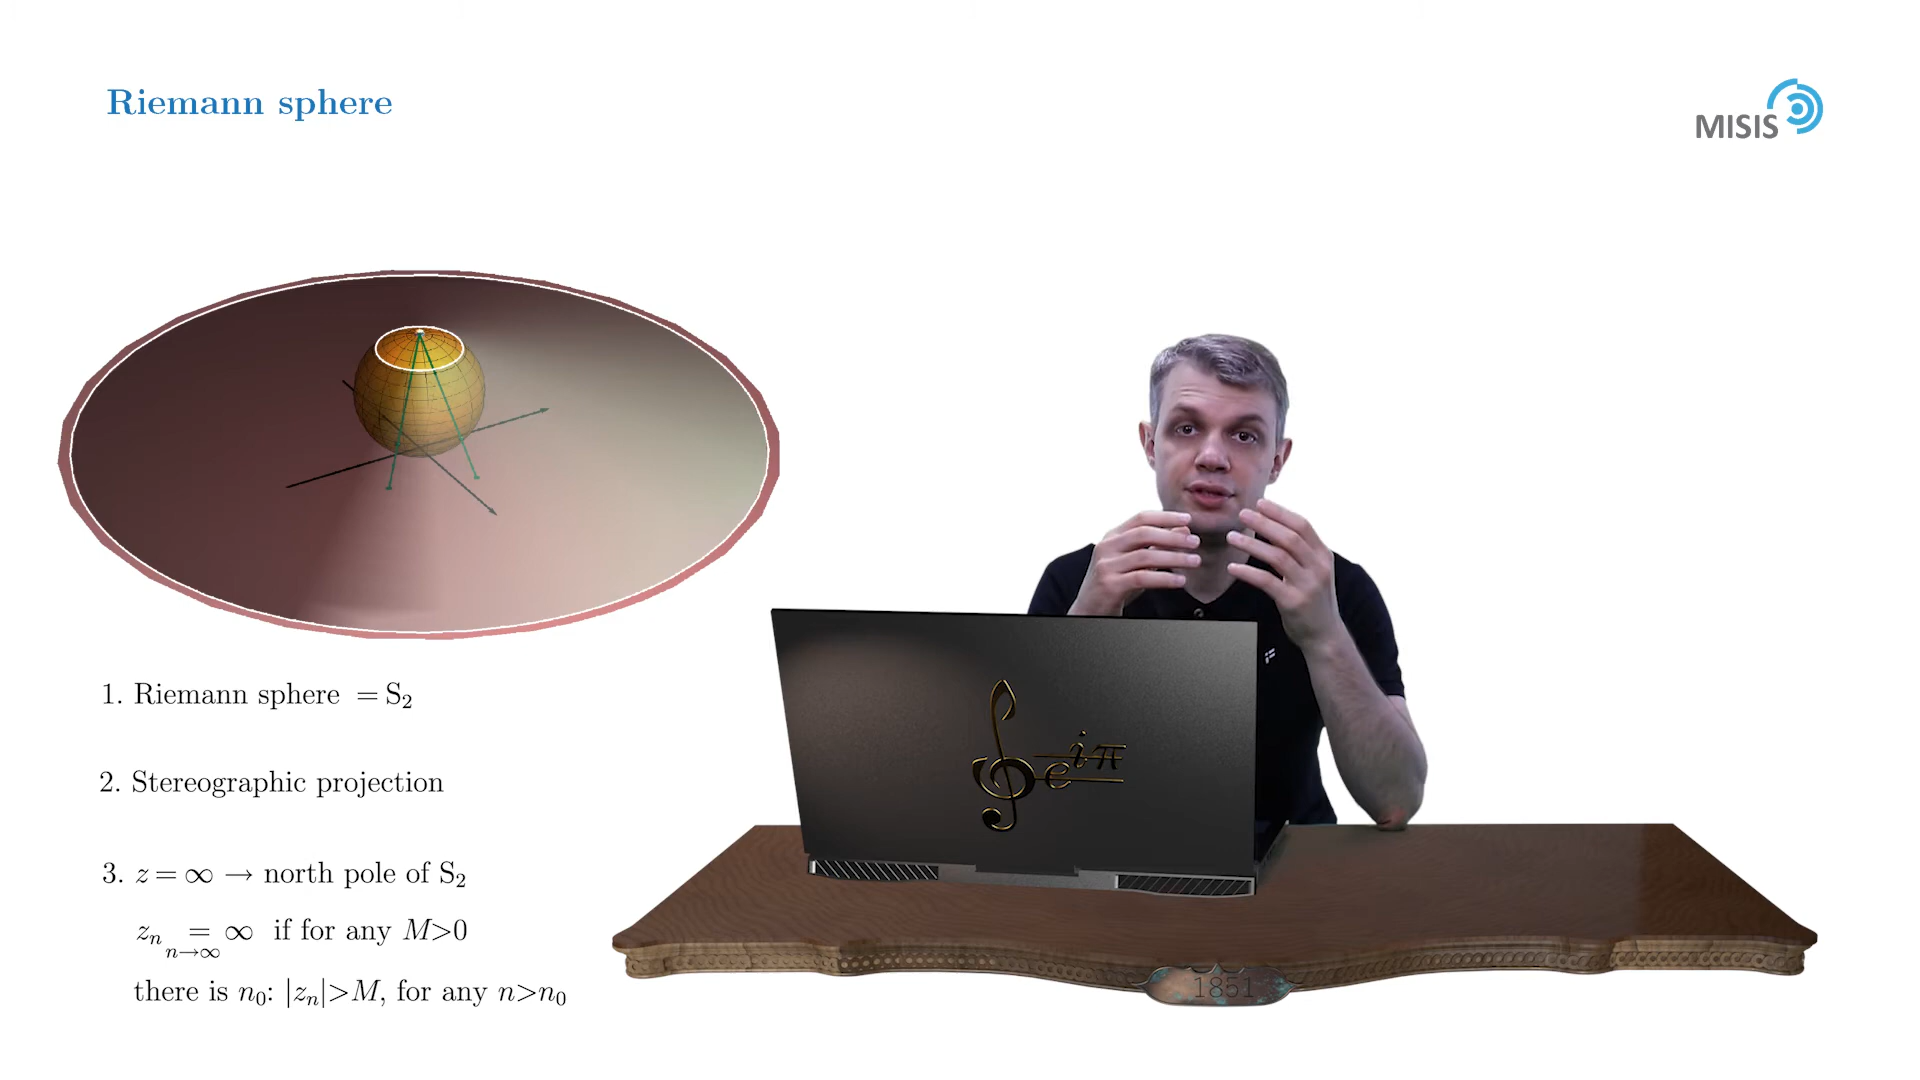 Riemann sphere
MISIS
1. Riemann sphere = S₂
2. Stereographic projection
3. z = ∞ → north pole of S₂
zₙ = ∞ if for any M>0
n→∞
there is n₀: |zₙ|>M, for any n>n₀
e^{iπ}
1851